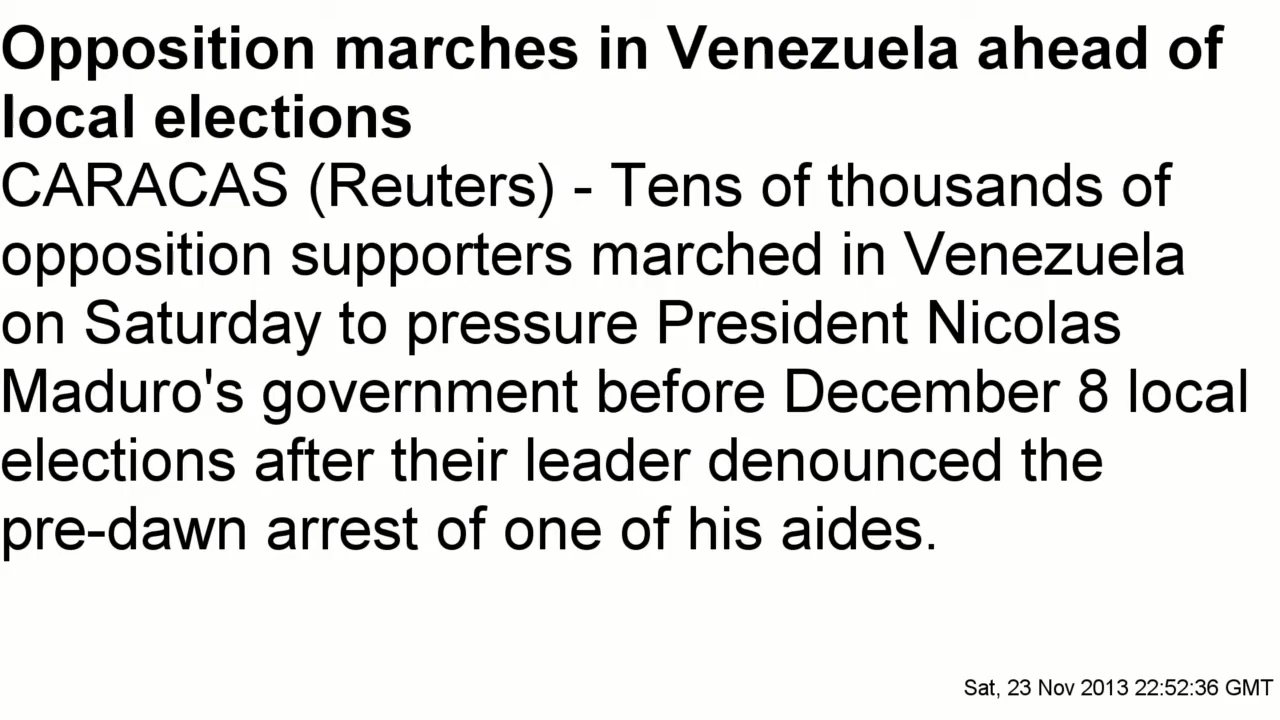 Opposition marches in Venezuela ahead of
local elections
CARACAS (Reuters) - Tens of thousands of
opposition supporters marched in Venezuela
on Saturday to pressure President Nicolas
Maduro's government before December 8 local
elections after their leader denounced the
pre-dawn arrest of one of his aides.
Sat, 23 Nov 2013 22:52:36 GMT